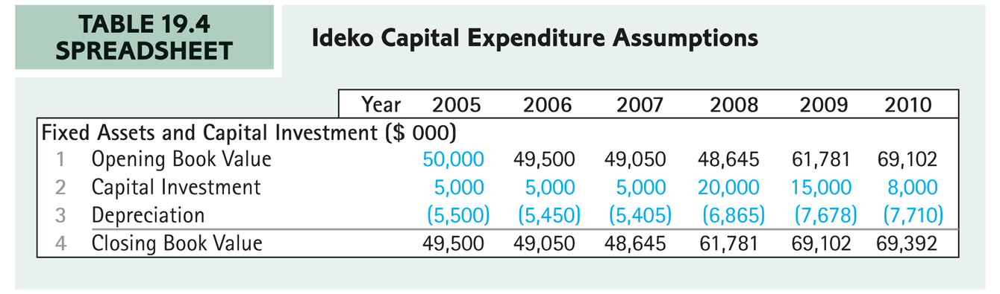 TABLE 19.4
SPREADSHEET
Ideko Capital Expenditure Assumptions
Year 2005 2006 2007 2008 2009 2010
Fixed Assets and Capital Investment ($ 000)
1 Opening Book Value 50,000 49,500 49,050 48,645 61,781 69,102
2 Capital Investment 5,000 5,000 5,000 20,000 15,000 8,000
3 Depreciation (5,500) (5,450) (5,405) (6,865) (7,678) (7,710)
4 Closing Book Value 49,500 49,050 48,645 61,781 69,102 69,392